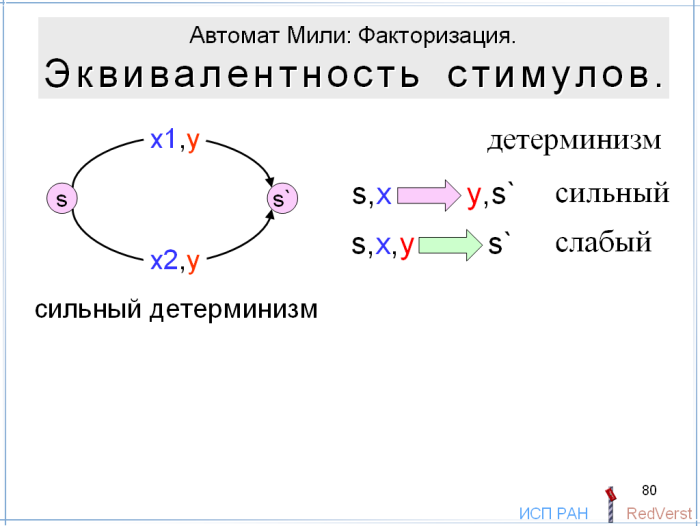 Автомат Мили: Факторизация.
Эквивалентность стимулов.
x1,y
s
s`
x2,y
сильный детерминизм
детерминизм
s,x y,s` сильный
s,x,y s` слабый
80
ИСП РАН RedVerst